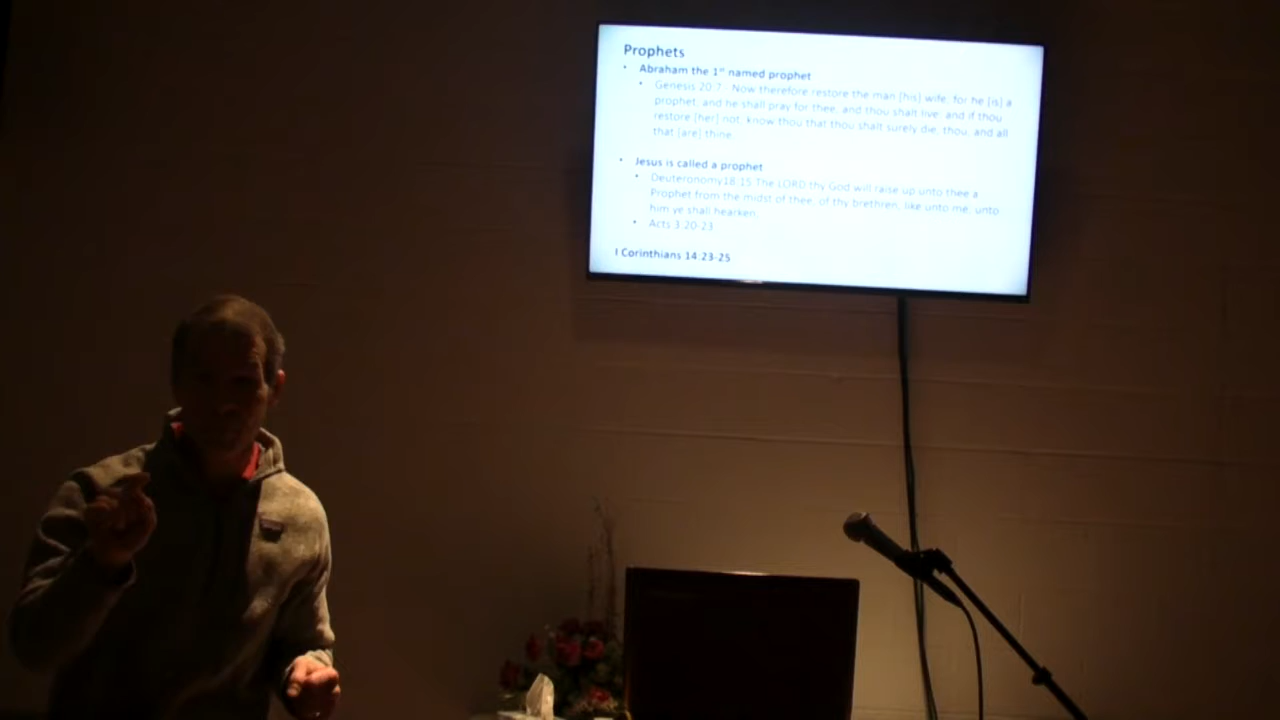 Prophets
• Abraham the 1st named prophet
• Genesis 20:7 - Now therefore restore the man [his] wife; for he [is] a
prophet, and he shall pray for thee, and thou shalt live: and if thou
restore [her] not, know thou that thou shalt surely die, thou, and all
that [are] thine.
• Jesus is called a prophet
• Deuteronomy18:15 The LORD thy God will raise up unto thee a
Prophet from the midst of thee, of thy brethren, like unto me; unto
him ye shall hearken;
• Acts 3:20-23
I Corinthians 14:23-25